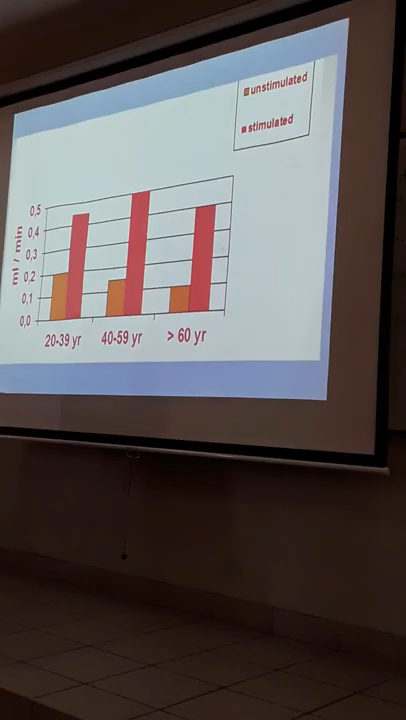 unstimulated
stimulated
ml / min
0,5
0,4
0,3
0,2
0,1
0,0
20-39 yr
40-59 yr
> 60 yr